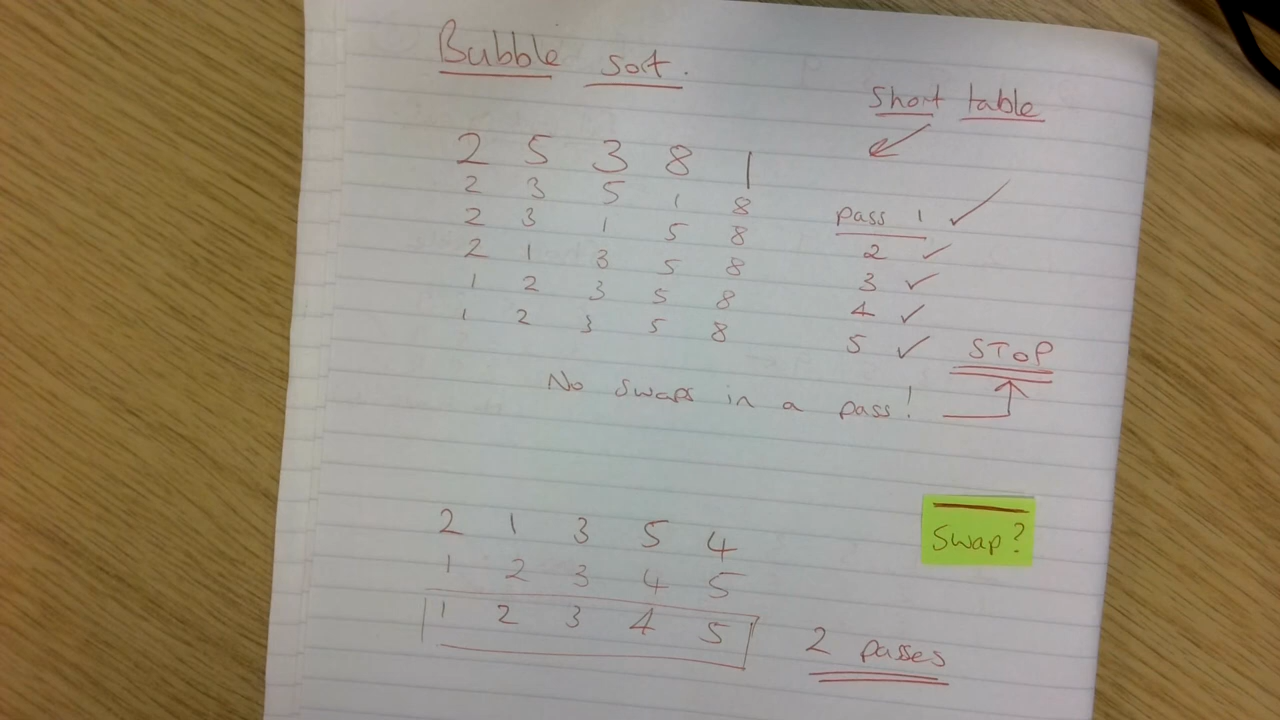 Bubble sort.
short table
2 5 3 8 1
2 3 5 1 8 pass 1 ✓
2 3 1 5 8 2 ✓
2 1 3 5 8 3 ✓
1 2 3 5 8 4 ✓
1 2 3 5 8 5 ✓ STOP
No swaps in a pass!
2 1 3 5 4
Swap?
1 2 3 4 5
1 2 3 4 5
2 passes